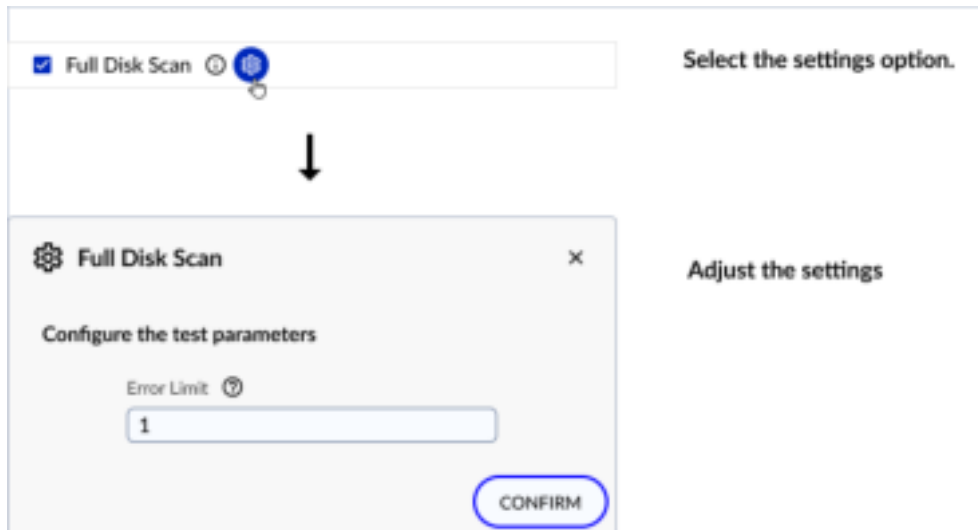 Full Disk Scan
Select the settings option.
Full Disk Scan
Adjust the settings
Configure the test parameters
Error Limit
1
CONFIRM